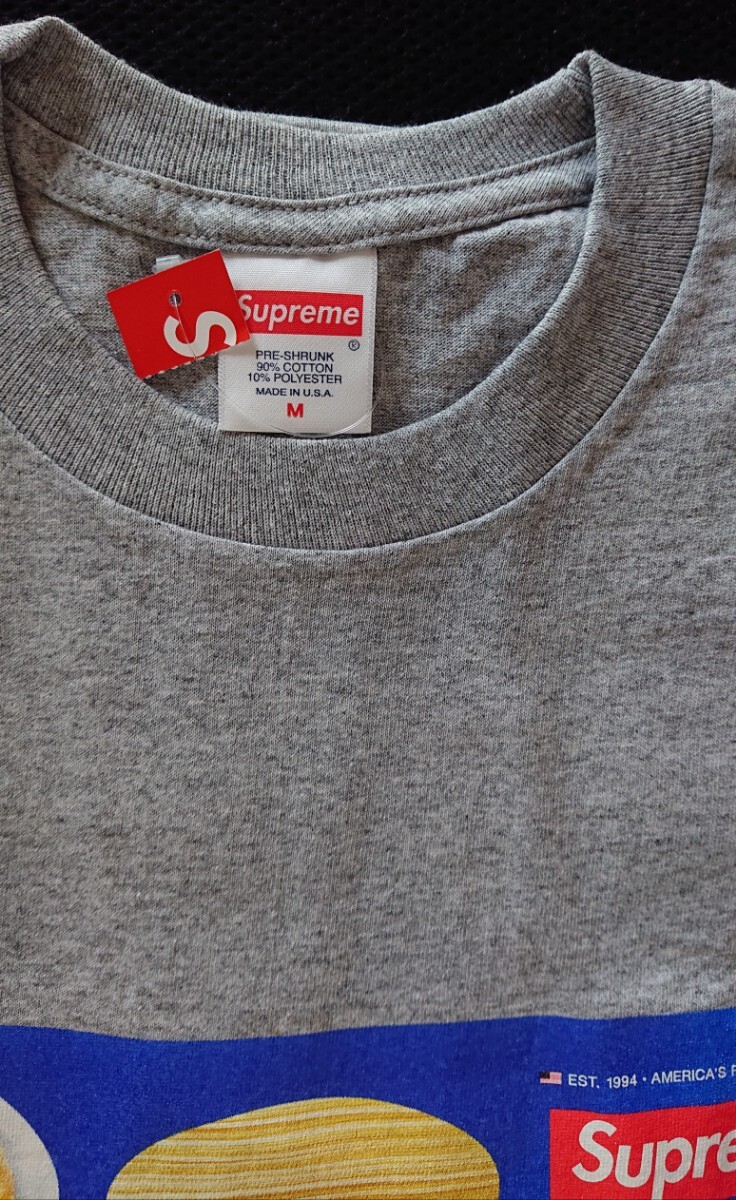 S
Supreme
®
PRE-SHRUNK
90% COTTON
10% POLYESTER
MADE IN U.S.A.
M
EST. 1994 • AMERICA'S
Supre